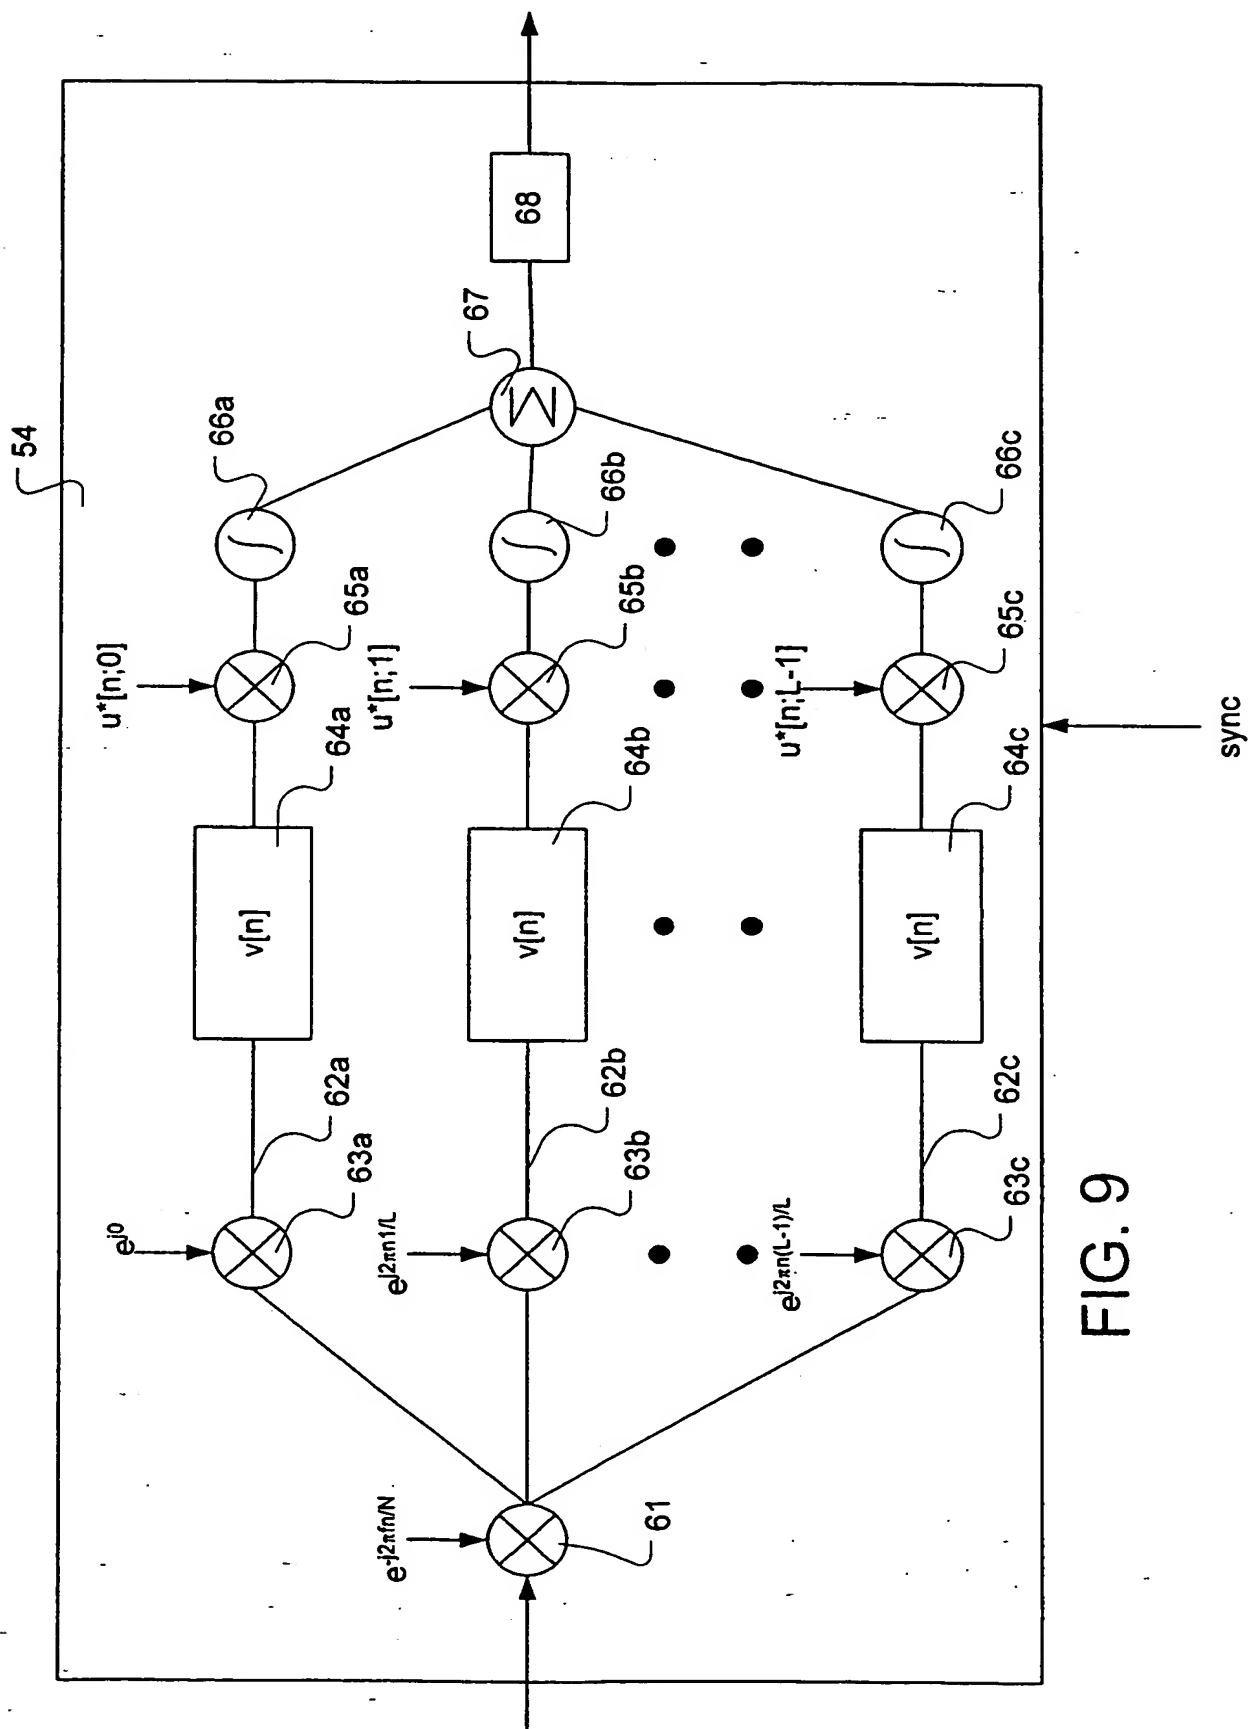 54
e^-j2πfn/N
61
e^j0
63a
62a
v[n]
64a
u*[n;0]
65a
66a
e^j2πn1/L
63b
62b
v[n]
64b
u*[n;1]
65b
66b
67
Σ
68
e^j2πn(L-1)/L
63c
62c
v[n]
64c
u*[n;L-1]
65c
66c
sync
FIG. 9